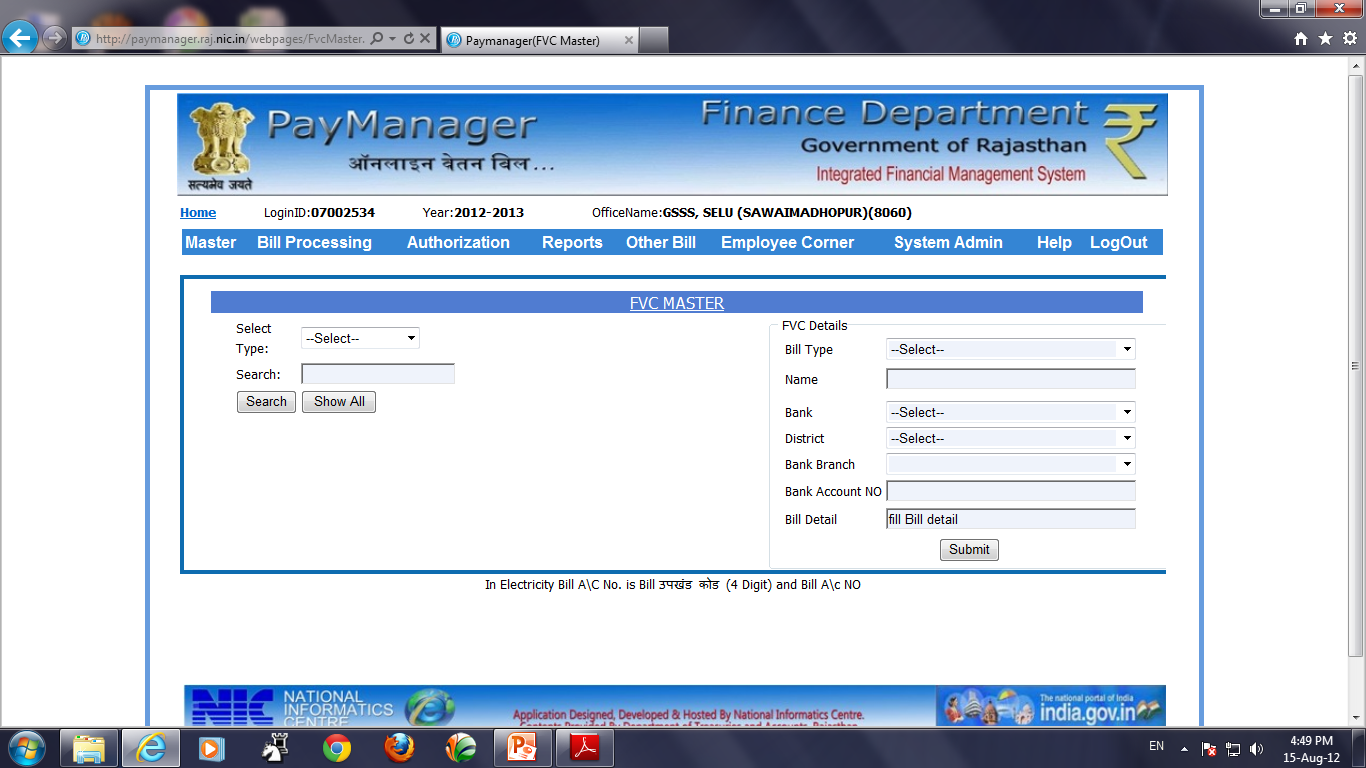 http://paymanager.raj.nic.in/webpages/FvcMaster.
Paymanager(FVC Master)
PayManager
ऑनलाइन वेतन बिल...
सत्यमेव जयते
Finance Department
Government of Rajasthan
Integrated Financial Management System
Home LoginID:07002534 Year:2012-2013 OfficeName:GSSS, SELU (SAWAIMADHOPUR)(8060)
Master Bill Processing Authorization Reports Other Bill Employee Corner System Admin Help LogOut
FVC MASTER
Select Type: --Select--
Search:
Search Show All
FVC Details
Bill Type --Select--
Name
Bank --Select--
District --Select--
Bank Branch
Bank Account NO
Bill Detail fill Bill detail
Submit
In Electricity Bill A\C No. is Bill उपखंड कोड (4 Digit) and Bill A\c NO
NIC NATIONAL
INFORMATICS
CENTRE
Application Designed, Developed & Hosted By National Informatics Centre.
The national portal of India
india.gov.in
EN
4:49 PM
15-Aug-12